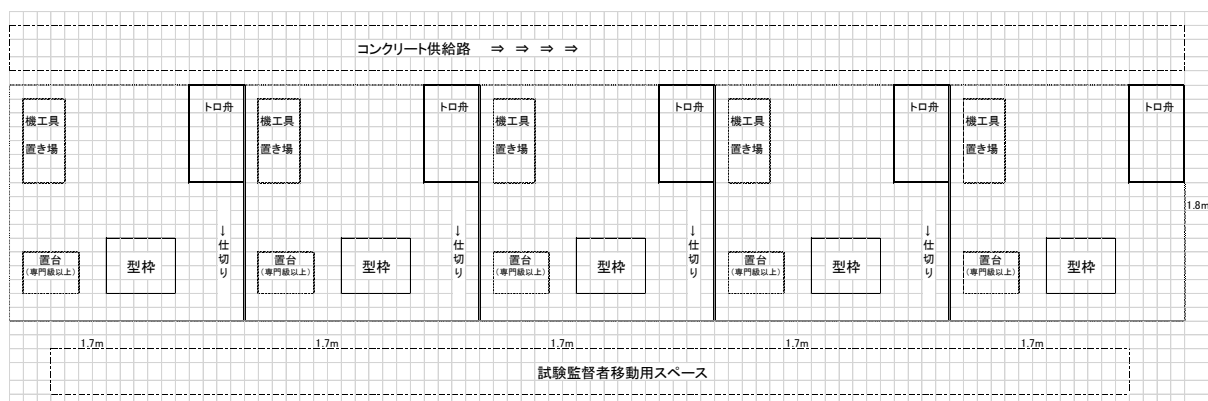 コンクリート供給路　⇒ ⇒ ⇒ ⇒
トロ舟
トロ舟
トロ舟
トロ舟
トロ舟
機工具
置き場
機工具
置き場
機工具
置き場
機工具
置き場
機工具
置き場
1.8m
↓仕切り
↓仕切り
↓仕切り
↓仕切り
置台
(専門級以上)
型枠
置台
(専門級以上)
型枠
置台
(専門級以上)
型枠
置台
(専門級以上)
型枠
置台
(専門級以上)
型枠
1.7m
1.7m
1.7m
1.7m
1.7m
試験監督者移動用スペース